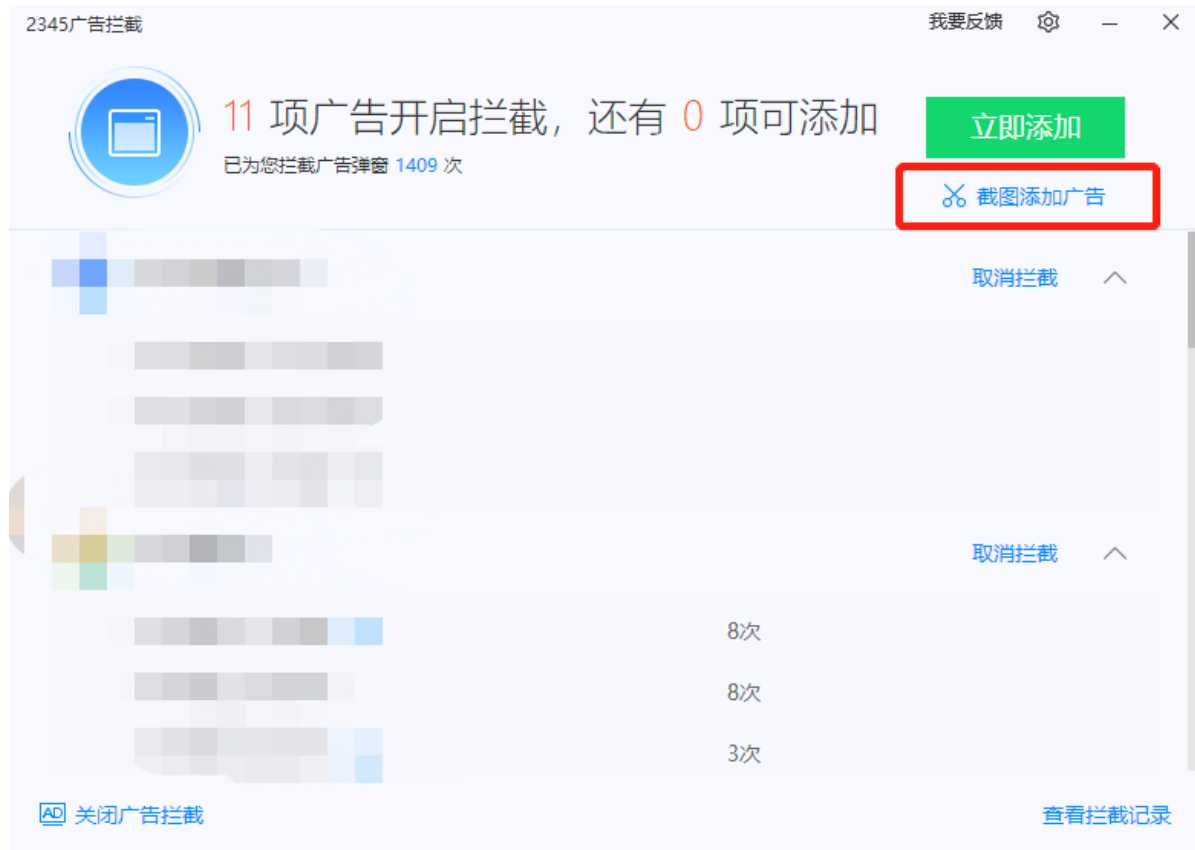 2345广告拦截
我要反馈
11 项广告开启拦截，还有 0 项可添加
立即添加
已为您拦截广告弹窗 1409 次
截图添加广告
取消拦截
取消拦截
8次
8次
3次
AD 关闭广告拦截
查看拦截记录